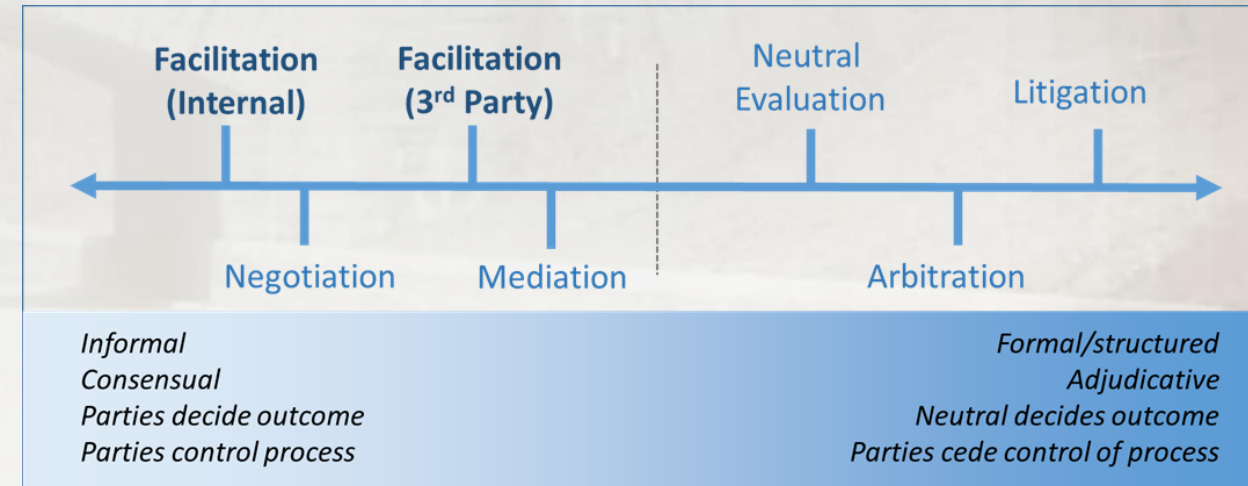 Facilitation
(Internal)
Facilitation
(3rd Party)
Neutral
Evaluation
Litigation
Negotiation
Mediation
Arbitration
Informal
Consensual
Parties decide outcome
Parties control process
Formal/structured
Adjudicative
Neutral decides outcome
Parties cede control of process